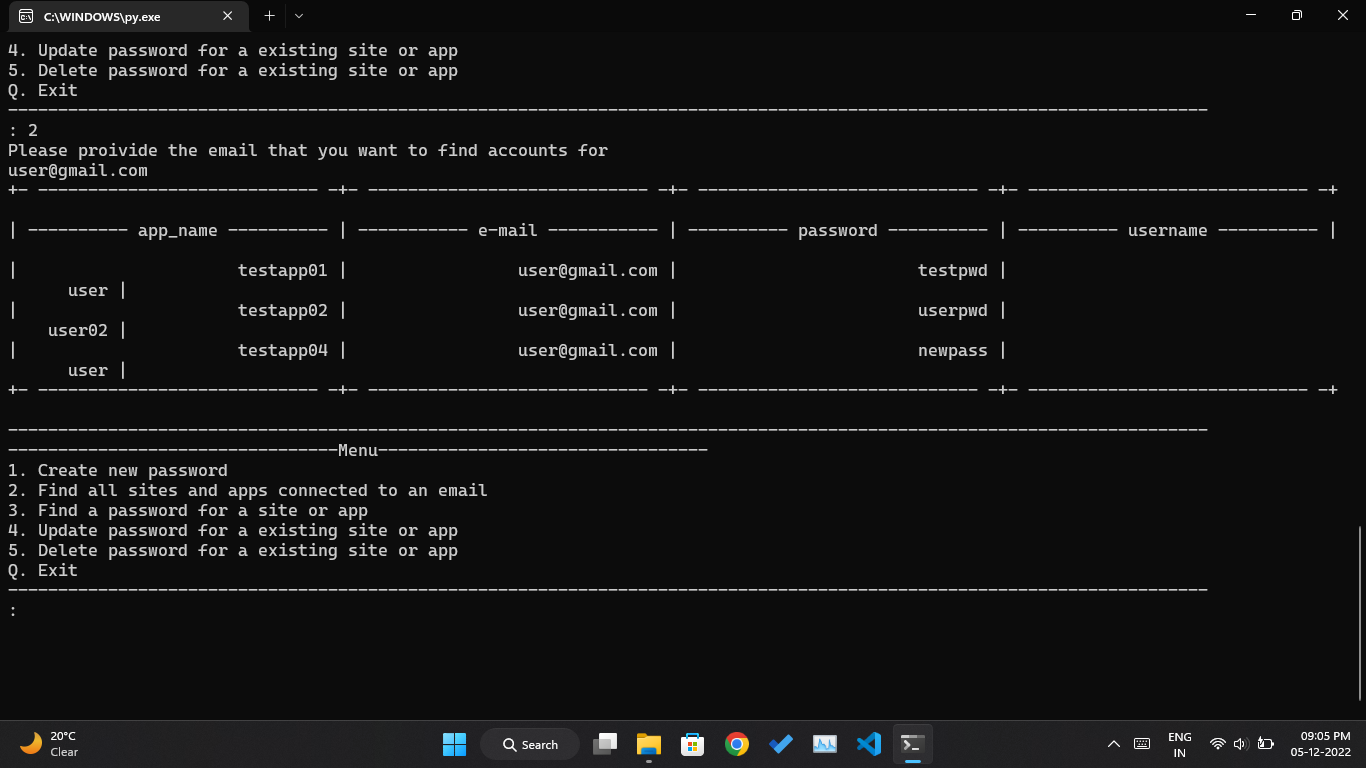 C:\WINDOWS\py.exe
4. Update password for a existing site or app
5. Delete password for a existing site or app
Q. Exit
------------------------------------------------------------------------------------------------------------------------
: 2
Please proivide the email that you want to find accounts for
user@gmail.com
+- ---------------------------- -+- ---------------------------- -+- ---------------------------- -+- ---------------------------- -+
| ---------- app_name ---------- | ----------- e-mail ----------- | ---------- password ---------- | ---------- username ---------- |
|                      testapp01 |                 user@gmail.com |                        testpwd |
      user |
|                      testapp02 |                 user@gmail.com |                        userpwd |
    user02 |
|                      testapp04 |                 user@gmail.com |                        newpass |
      user |
+- ---------------------------- -+- ---------------------------- -+- ---------------------------- -+- ---------------------------- -+
------------------------------------------------------------------------------------------------------------------------
---------------------------------Menu---------------------------------
1. Create new password
2. Find all sites and apps connected to an email
3. Find a password for a site or app
4. Update password for a existing site or app
5. Delete password for a existing site or app
Q. Exit
------------------------------------------------------------------------------------------------------------------------
:
20°C
Clear
Search
ENG
IN
09:05 PM
05-12-2022